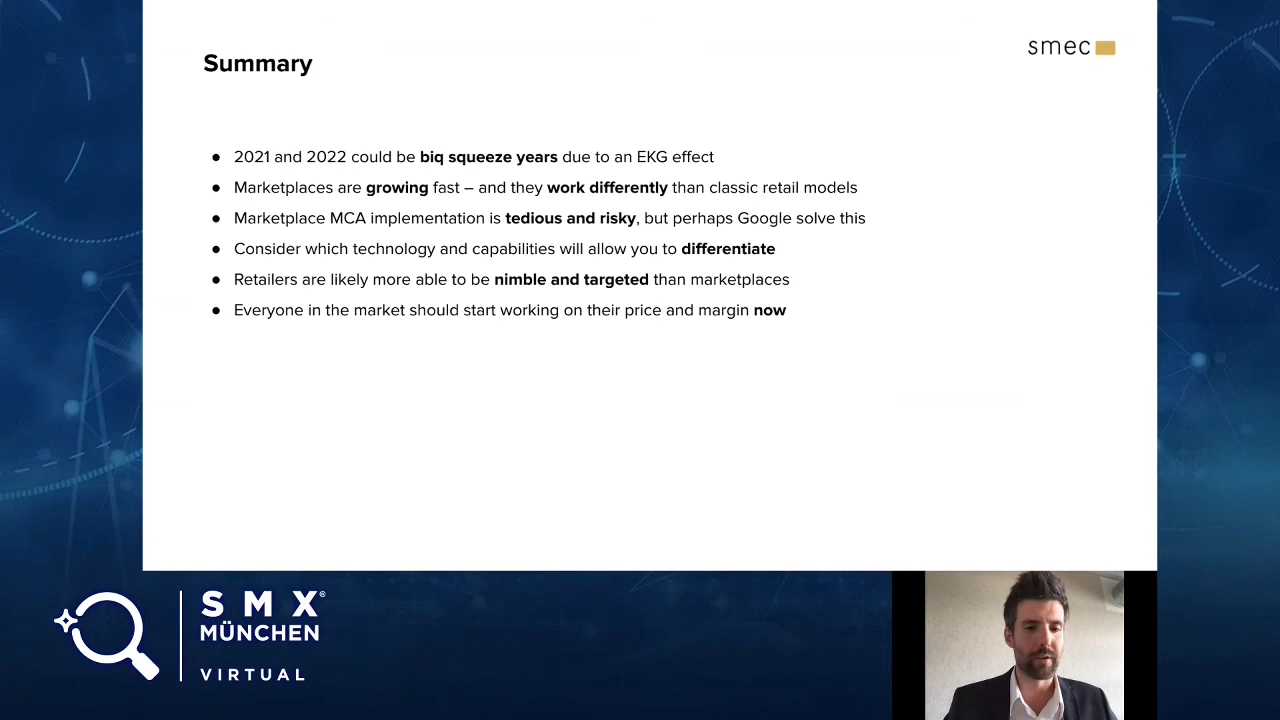 smec
Summary
● 2021 and 2022 could be biq squeeze years due to an EKG effect
● Marketplaces are growing fast – and they work differently than classic retail models
● Marketplace MCA implementation is tedious and risky, but perhaps Google solve this
● Consider which technology and capabilities will allow you to differentiate
● Retailers are likely more able to be nimble and targeted than marketplaces
● Everyone in the market should start working on their price and margin now
SMX®
MÜNCHEN
VIRTUAL